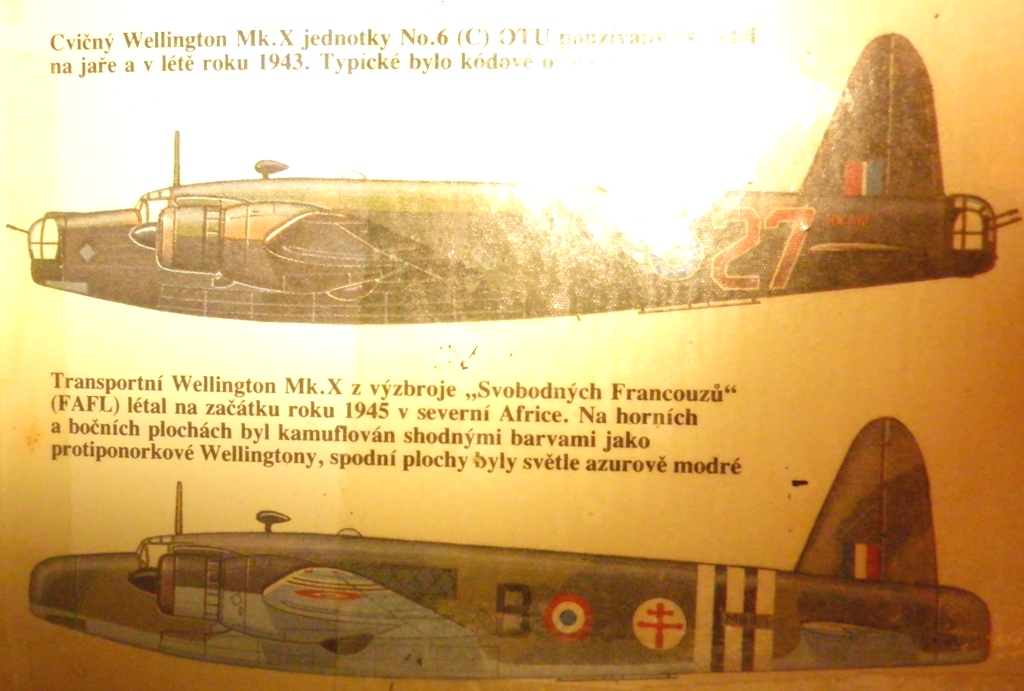 Cvičný Wellington Mk.X jednotky No.6 (C) OTU používaný
na jaře a v létě roku 1943. Typické bylo kódové
27
Transportní Wellington Mk.X z výzbroje „Svobodných Francouzů“
(FAFL) létal na začátku roku 1945 v severní Africe. Na horních
a bočních plochách byl kamuflován shodnými barvami jako
protiponorkové Wellingtony, spodní plochy byly světle azurově modré
B